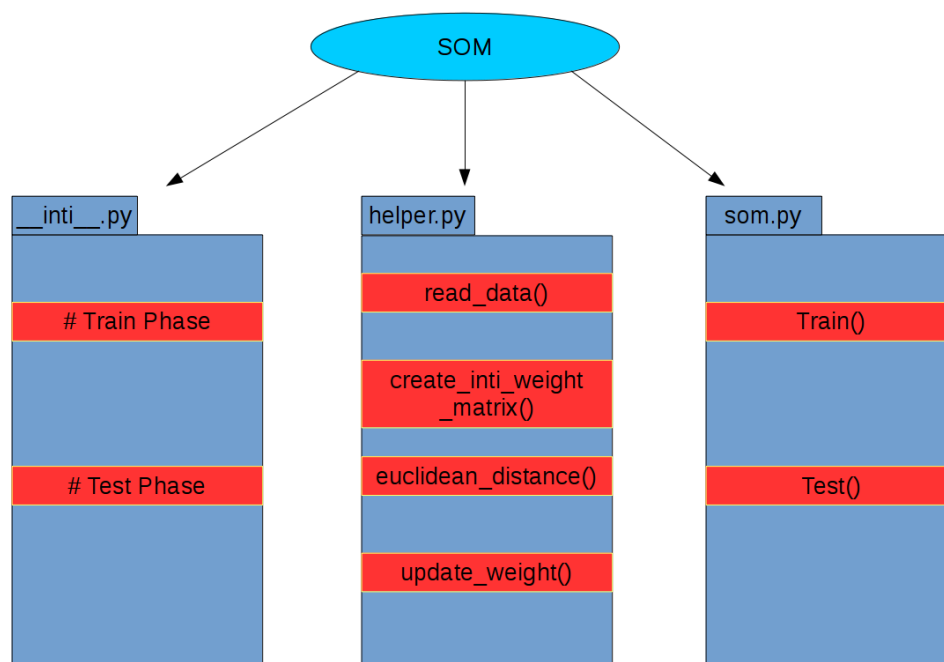 SOM
__inti__.py
# Train Phase
# Test Phase
helper.py
read_data()
create_inti_weight
_matrix()
euclidean_distance()
update_weight()
som.py
Train()
Test()